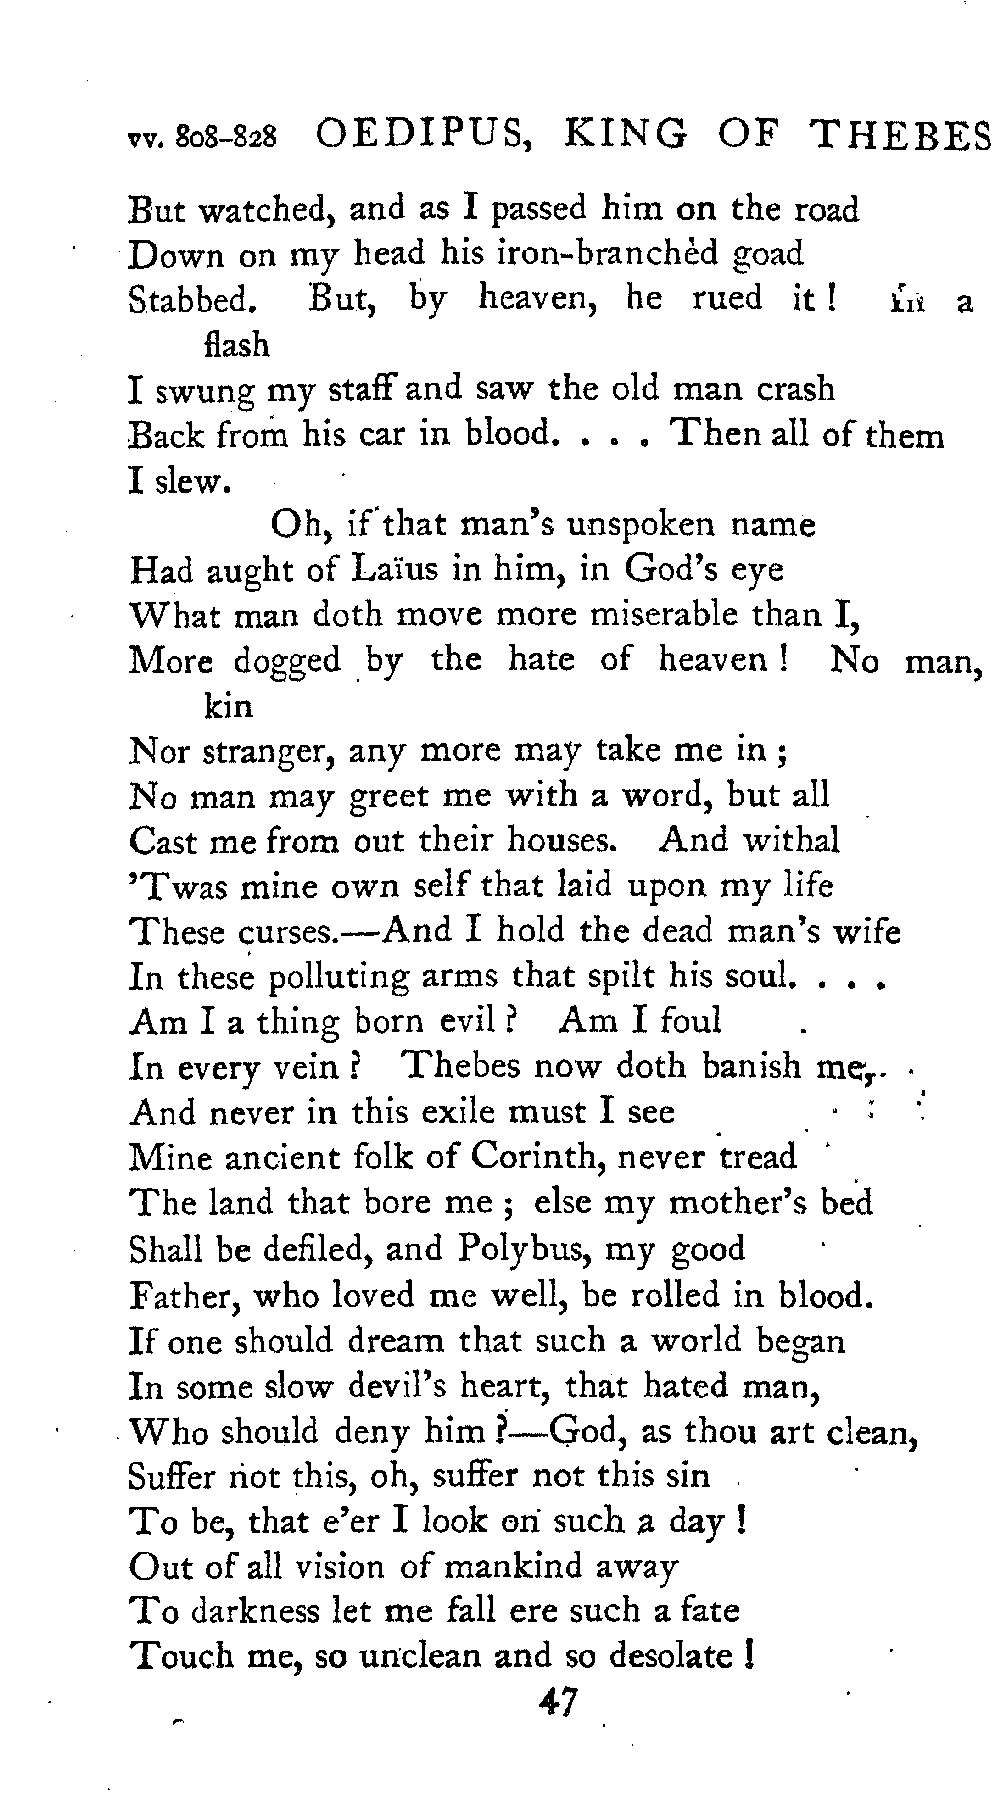 vv. 808–828 OEDIPUS, KING OF THEBES
But watched, and as I passed him on the road
Down on my head his iron-branchèd goad
Stabbed. But, by heaven, he rued it! In a
flash
I swung my staff and saw the old man crash
Back from his car in blood. . . . Then all of them
I slew.
Oh, if that man's unspoken name
Had aught of Laïus in him, in God's eye
What man doth move more miserable than I,
More dogged by the hate of heaven! No man,
kin
Nor stranger, any more may take me in;
No man may greet me with a word, but all
Cast me from out their houses. And withal
'Twas mine own self that laid upon my life
These curses.—And I hold the dead man's wife
In these polluting arms that spilt his soul. . . .
Am I a thing born evil? Am I foul
In every vein? Thebes now doth banish me,
And never in this exile must I see
Mine ancient folk of Corinth, never tread
The land that bore me; else my mother's bed
Shall be defiled, and Polybus, my good
Father, who loved me well, be rolled in blood.
If one should dream that such a world began
In some slow devil's heart, that hated man,
Who should deny him?—God, as thou art clean,
Suffer not this, oh, suffer not this sin
To be, that e'er I look on such a day!
Out of all vision of mankind away
To darkness let me fall ere such a fate
Touch me, so unclean and so desolate!
47